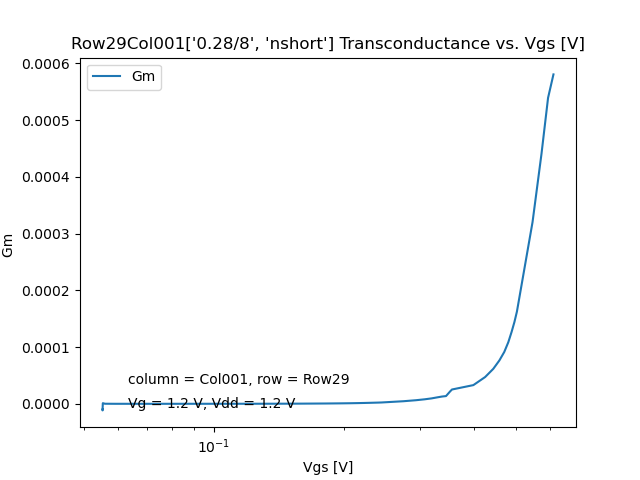 Row29Col001['0.28/8', 'nshort'] Transconductance vs. Vgs [V]
Gm
0.0006
0.0005
0.0004
0.0003
0.0002
0.0001
0.0000
Gm
column = Col001, row = Row29
Vg = 1.2 V, Vdd = 1.2 V
10⁻¹
Vgs [V]